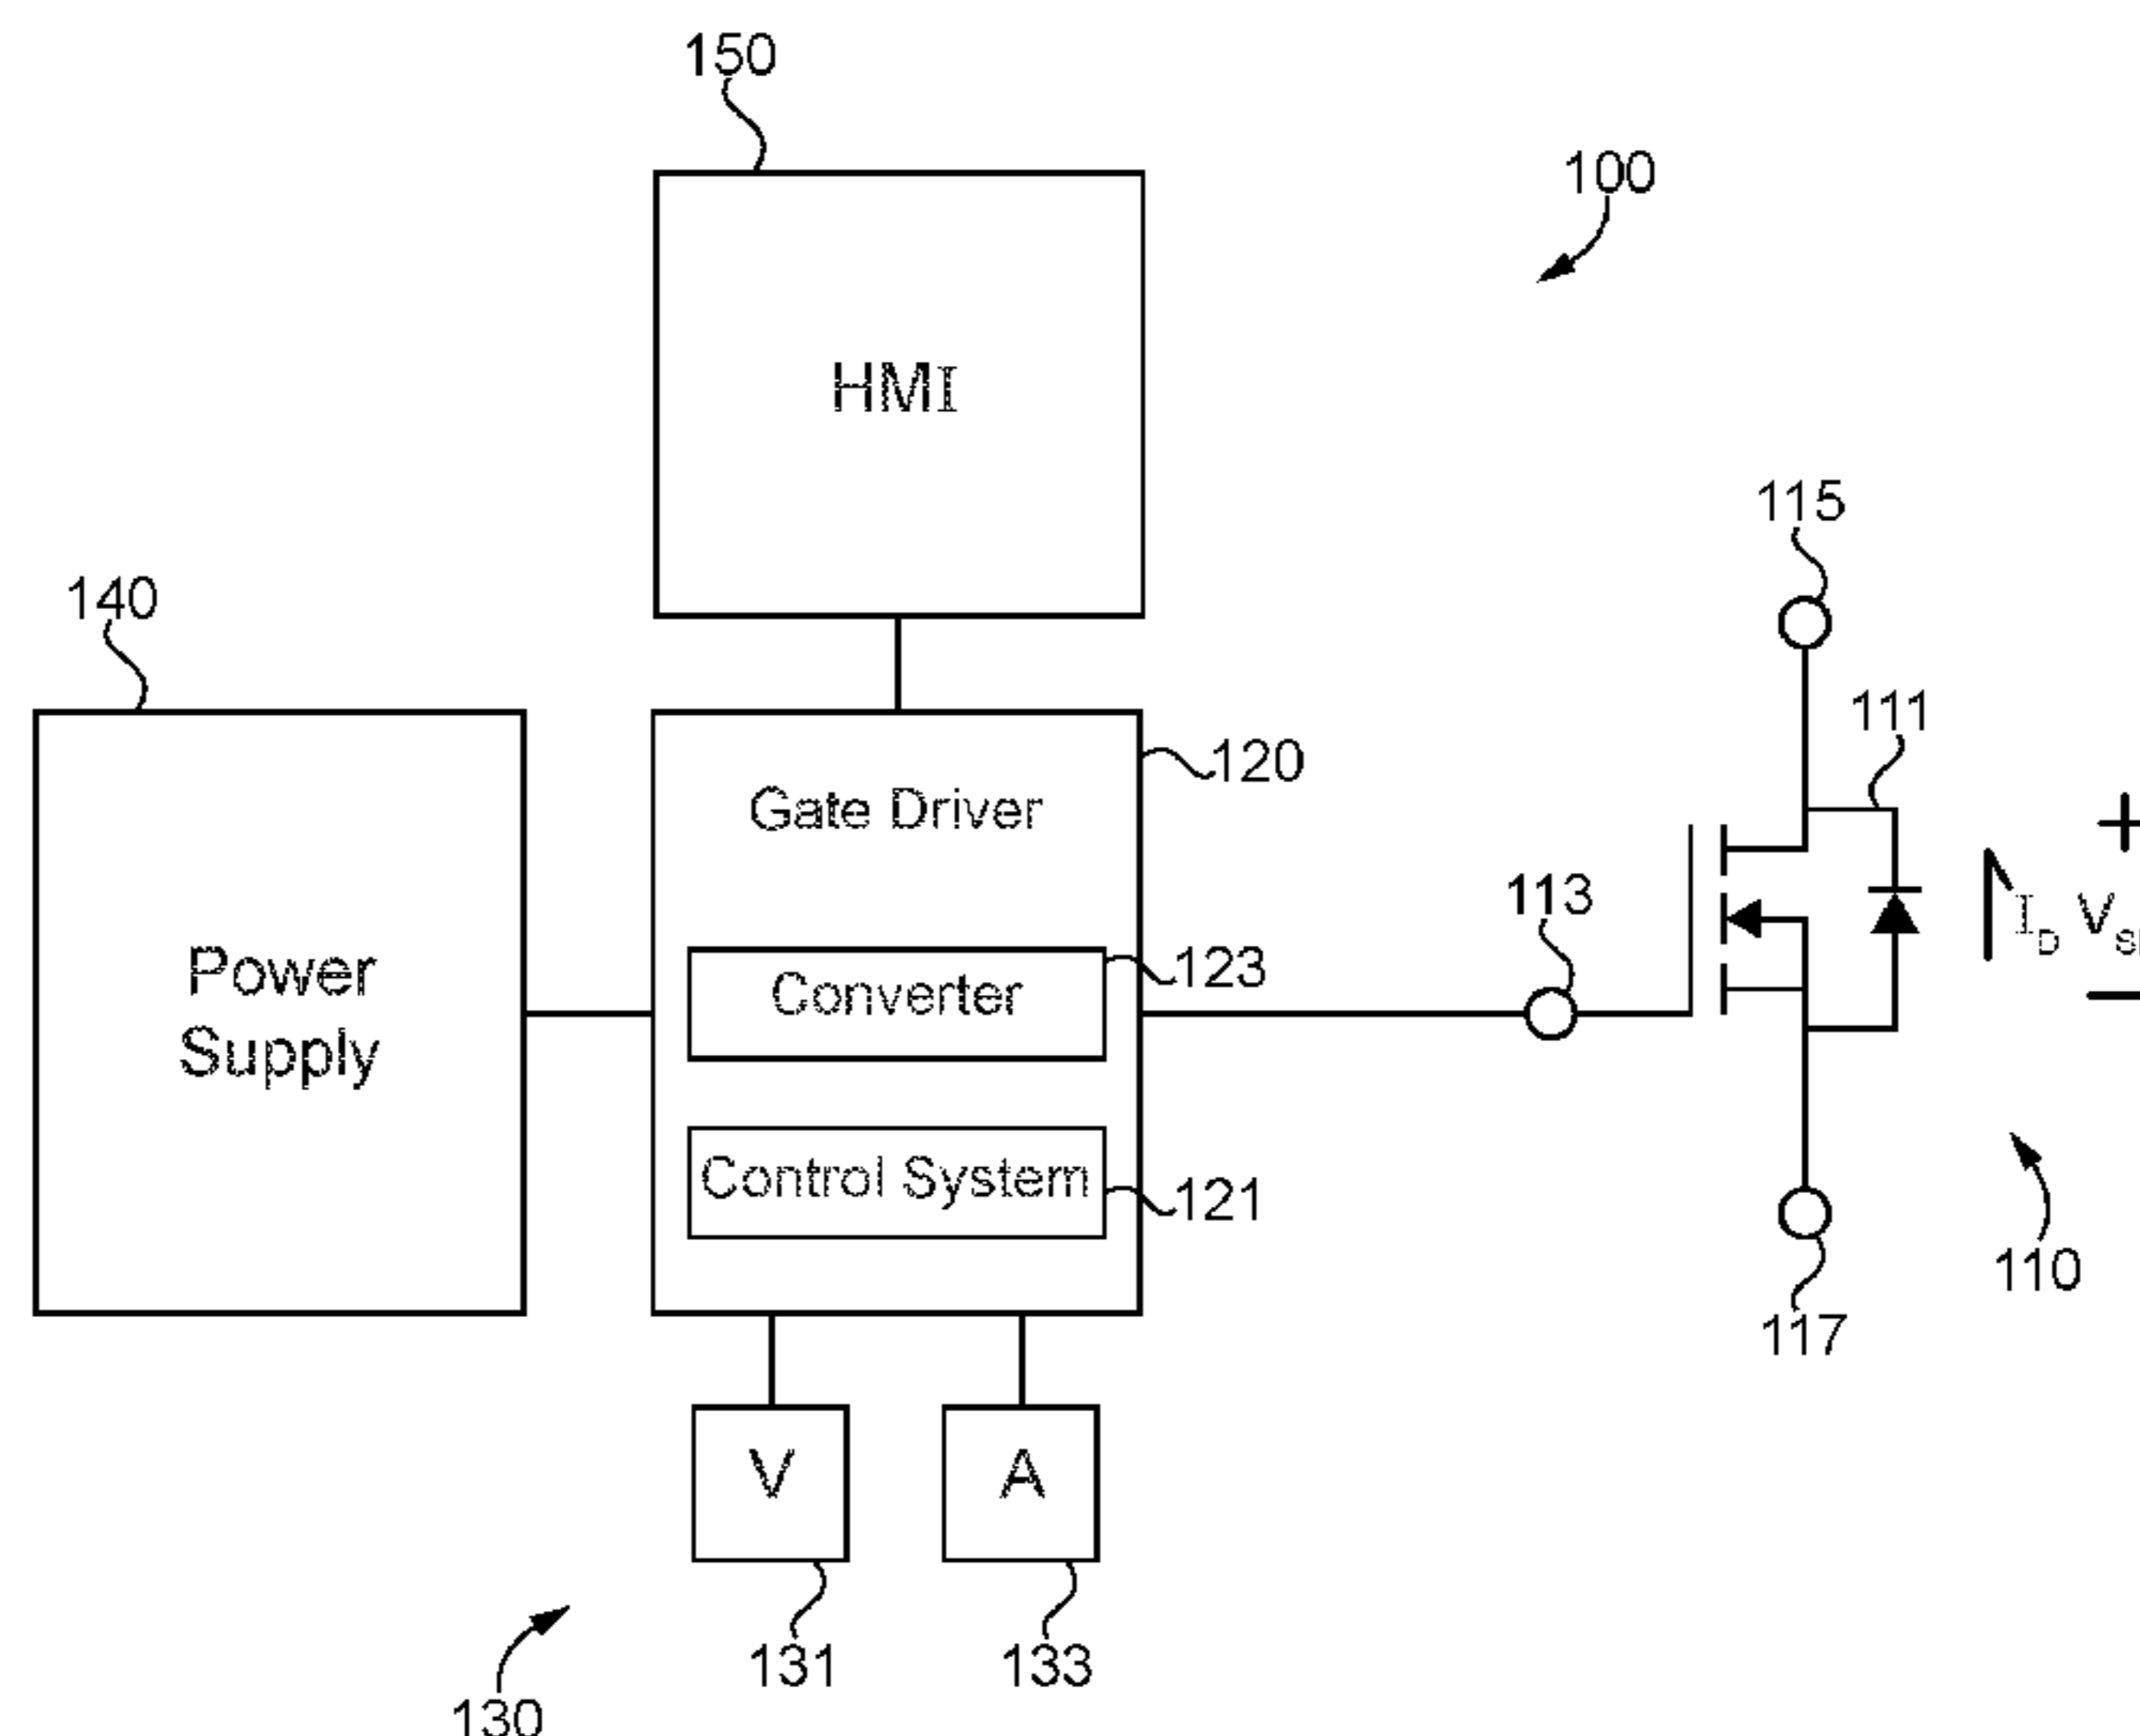 150
100
HMI
115
140
111
120
Gate Driver
+
113
I_D
Power
Supply
123
Converter
−
Control System
121
110
117
V
A
131
133
130